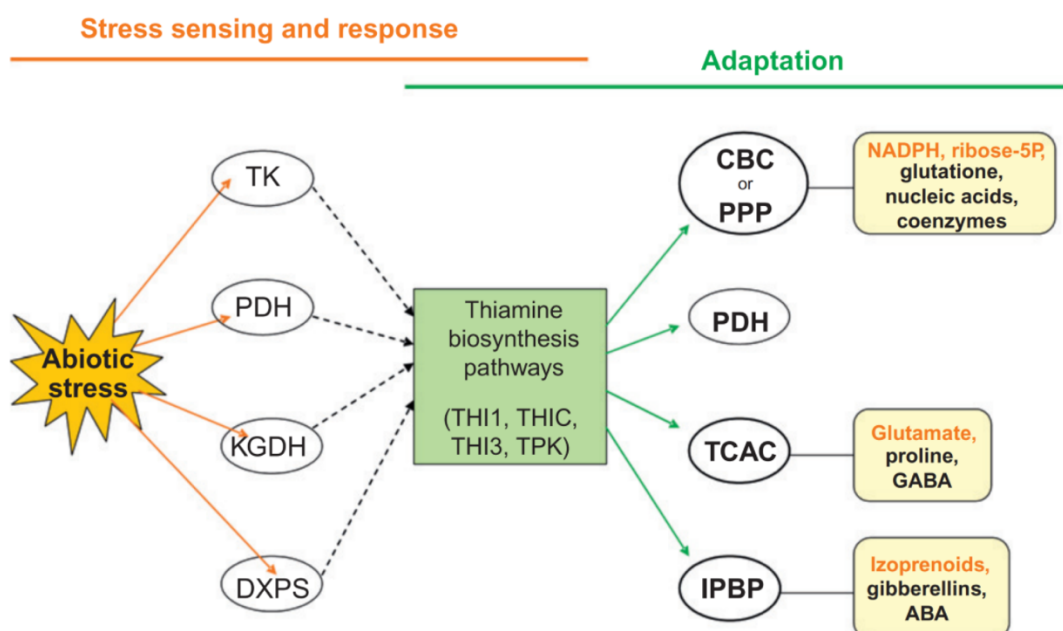 Stress sensing and response
Adaptation
TK
PDH
KGDH
DXPS
Abiotic
stress
Thiamine
biosynthesis
pathways
(THI1, THIC,
THI3, TPK)
CBC
or
PPP
NADPH, ribose-5P,
glutatione,
nucleic acids,
coenzymes
PDH
TCAC
Glutamate,
proline,
GABA
IPBP
Izoprenoids,
gibberellins,
ABA